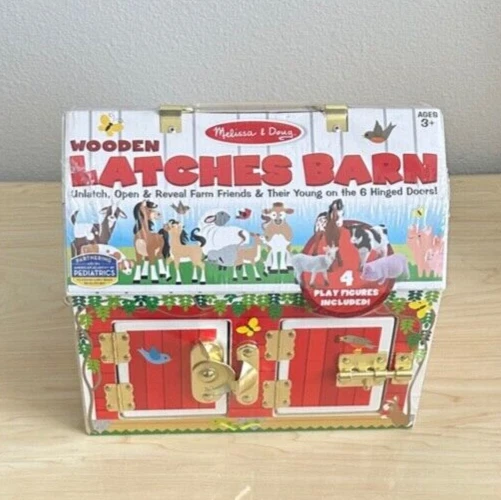 AGES
3+
Melissa & Doug
WOODEN
LATCHES BARN
Unlatch, Open & Reveal Farm Friends & Their Young on the 6 Hinged Doors!
PARTNERING
PEDIATRICS
4
PLAY FIGURES
INCLUDED!